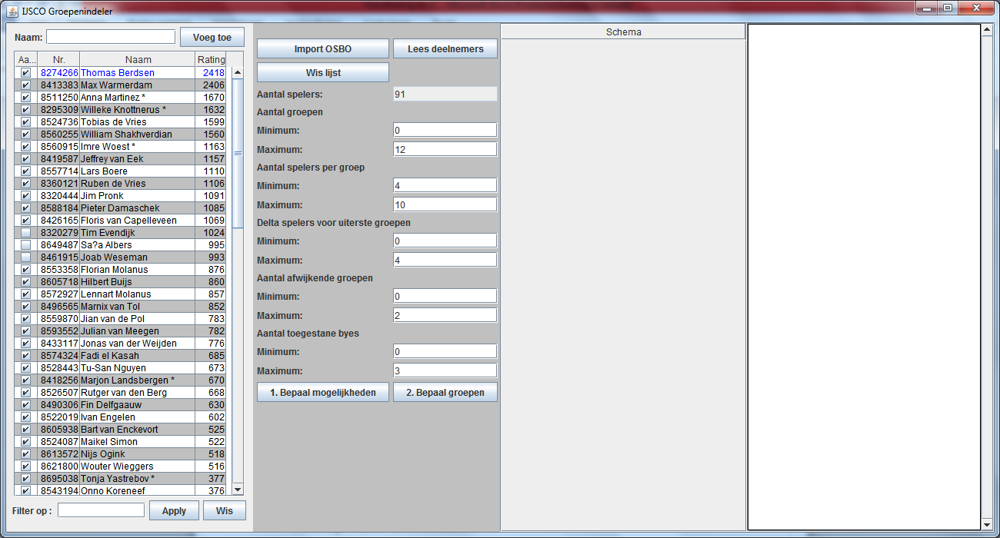 IJSCO Groepenindeler
Naam: Voeg toe
Aa... Nr. Naam Rating
8274266 Thomas Berdsen 2418
8413383 Max Warmerdam 2406
8511250 Anna Martinez * 1670
8295309 Willeke Knottnerus * 1632
8524736 Tobias de Vries 1599
8560255 William Shakhverdian 1560
8560915 Imre Woest * 1163
8419587 Jeffrey van Eek 1157
8557714 Lars Boere 1110
8360121 Ruben de Vries 1106
8320444 Jim Pronk 1091
8588184 Pieter Damaschek 1085
8426165 Floris van Capelleveen 1069
8320279 Tim Evendijk 1024
8649487 Sa?a Albers 995
8461915 Joab Weseman 993
8553358 Florian Molanus 876
8605718 Hilbert Buijs 860
8572927 Lennart Molanus 857
8496565 Marnix van Tol 852
8559870 Jian van de Pol 783
8593552 Julian van Meegen 782
8433117 Jonas van der Weijden 776
8574324 Fadi el Kasah 685
8528443 Tu-San Nguyen 673
8418256 Marjon Landsbergen * 670
8526507 Rutger van den Berg 668
8490306 Fin Delfgaauw 630
8522019 Ivan Engelen 602
8605938 Bart van Enckevort 525
8524087 Maikel Simon 522
8613572 Nijs Ogink 518
8621800 Wouter Wieggers 516
8695038 Tonja Yastrebov * 377
8543194 Onno Koreneef 376
Filter op : Apply Wis
Import OSBO Lees deelnemers
Wis lijst
Aantal spelers: 91
Aantal groepen
Minimum: 0
Maximum: 12
Aantal spelers per groep
Minimum: 4
Maximum: 10
Delta spelers voor uiterste groepen
Minimum: 0
Maximum: 4
Aantal afwijkende groepen
Minimum: 0
Maximum: 2
Aantal toegestane byes
Minimum: 0
Maximum: 3
1. Bepaal mogelijkheden 2. Bepaal groepen
Schema